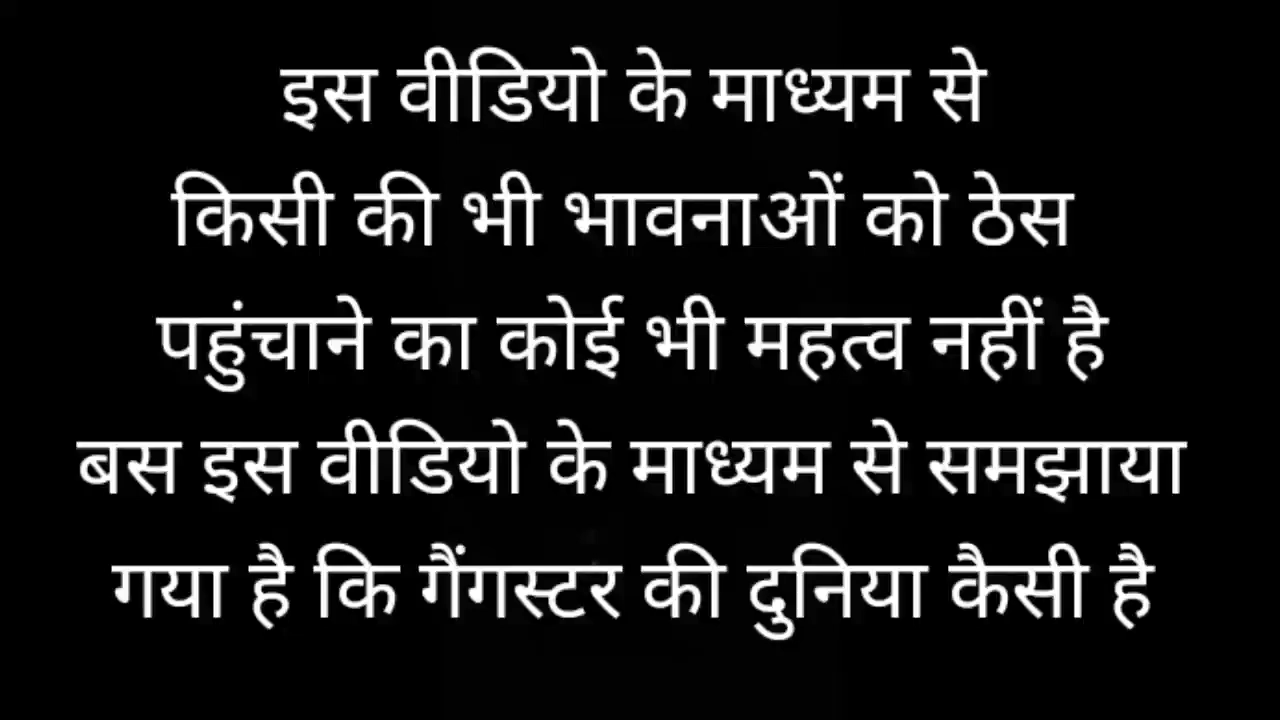 इस वीडियो के माध्यम से
किसी की भी भावनाओं को ठेस
पहुंचाने का कोई भी महत्व नहीं है
बस इस वीडियो के माध्यम से समझाया
गया है कि गैंगस्टर की दुनिया कैसी है